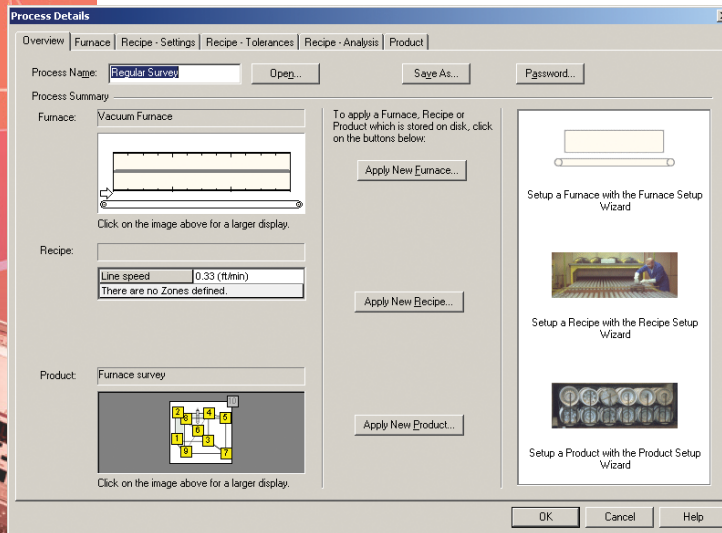 Process Details
Overview
Furnace
Recipe - Settings
Recipe - Tolerances
Recipe - Analysis
Product
Process Name:
Regular Survey
Open...
Save As...
Password...
Process Summary
Furnace:
Vacuum Furnace
Click on the image above for a larger display.
Recipe:
Line speed
0.33 (ft/min)
There are no Zones defined.
Product:
Furnace survey
2
8
4
5
6
1
3
9
7
Click on the image above for a larger display.
To apply a Furnace, Recipe or
Product which is stored on disk, click
on the buttons below:
Apply New Furnace...
Apply New Recipe...
Apply New Product...
Setup a Furnace with the Furnace Setup
Wizard
Setup a Recipe with the Recipe Setup
Wizard
Setup a Product with the Product Setup
Wizard
OK
Cancel
Help